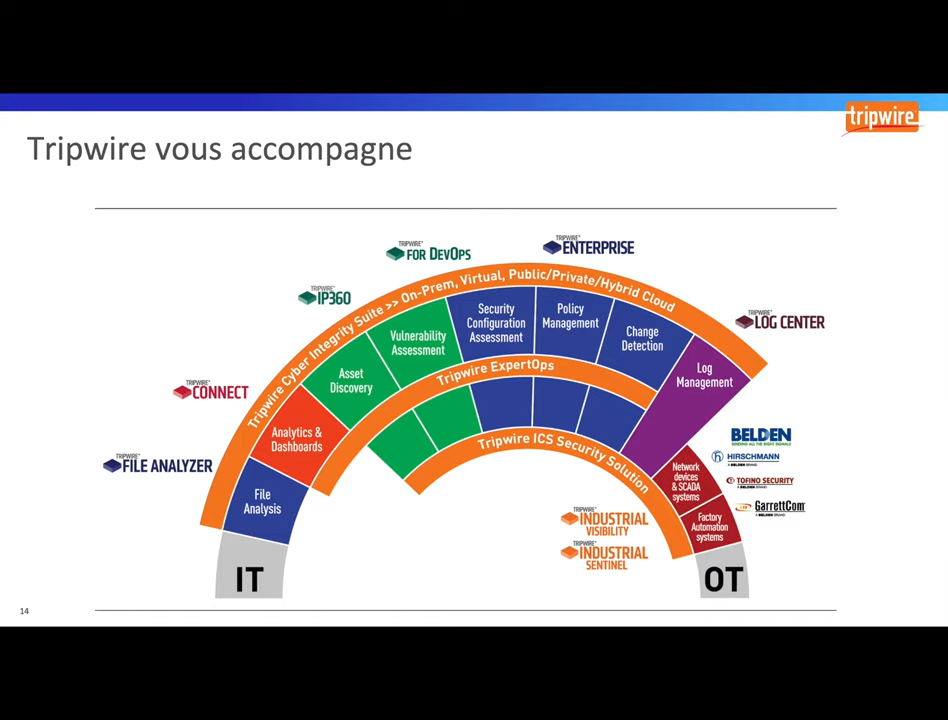 tripwire
Tripwire vous accompagne
TRIPWIRE
FOR DEVOPS
TRIPWIRE
ENTERPRISE
TRIPWIRE
IP360
TRIPWIRE
LOG CENTER
TRIPWIRE
CONNECT
TRIPWIRE
FILE ANALYZER
Tripwire Cyber Integrity Suite >> On-Prem, Virtual, Public/Private/Hybrid Cloud
File
Analysis
Analytics &
Dashboards
Asset
Discovery
Vulnerability
Assessment
Security
Configuration
Assessment
Policy
Management
Change
Detection
Log
Management
Tripwire ExpertOps
Tripwire ICS Security Solution
Network
devices
& SCADA
systems
Factory
Automation
systems
BELDEN
SENDING ALL THE RIGHT SIGNALS
HIRSCHMANN
A BELDEN BRAND
TOFINO SECURITY
A BELDEN BRAND
GarrettCom
A BELDEN BRAND
TRIPWIRE
INDUSTRIAL
VISIBILITY
TRIPWIRE
INDUSTRIAL
SENTINEL
IT
OT
14